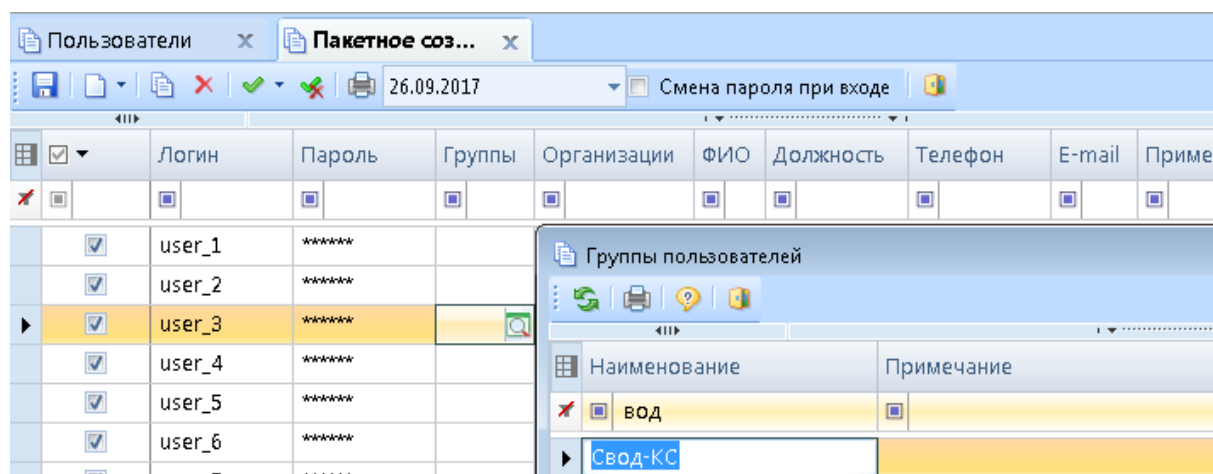 Пользователи
Пакетное соз...
26.09.2017
Смена пароля при входе
Логин Пароль Группы Организации ФИО Должность Телефон E-mail Приме
user_1 ******
user_2 ******
user_3 ******
user_4 ******
user_5 ******
user_6 ******
Группы пользователей
Наименование Примечание
вод
Свод-КС